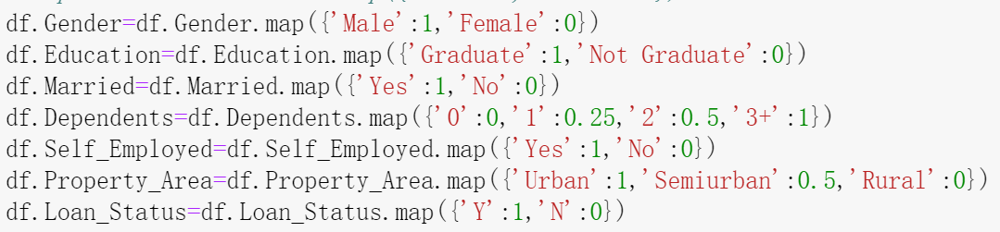 df.Gender=df.Gender.map({'Male':1,'Female':0})
df.Education=df.Education.map({'Graduate':1,'Not Graduate':0})
df.Married=df.Married.map({'Yes':1,'No':0})
df.Dependents=df.Dependents.map({'0':0,'1':0.25,'2':0.5,'3+':1})
df.Self_Employed=df.Self_Employed.map({'Yes':1,'No':0})
df.Property_Area=df.Property_Area.map({'Urban':1,'Semiurban':0.5,'Rural':0})
df.Loan_Status=df.Loan_Status.map({'Y':1,'N':0})